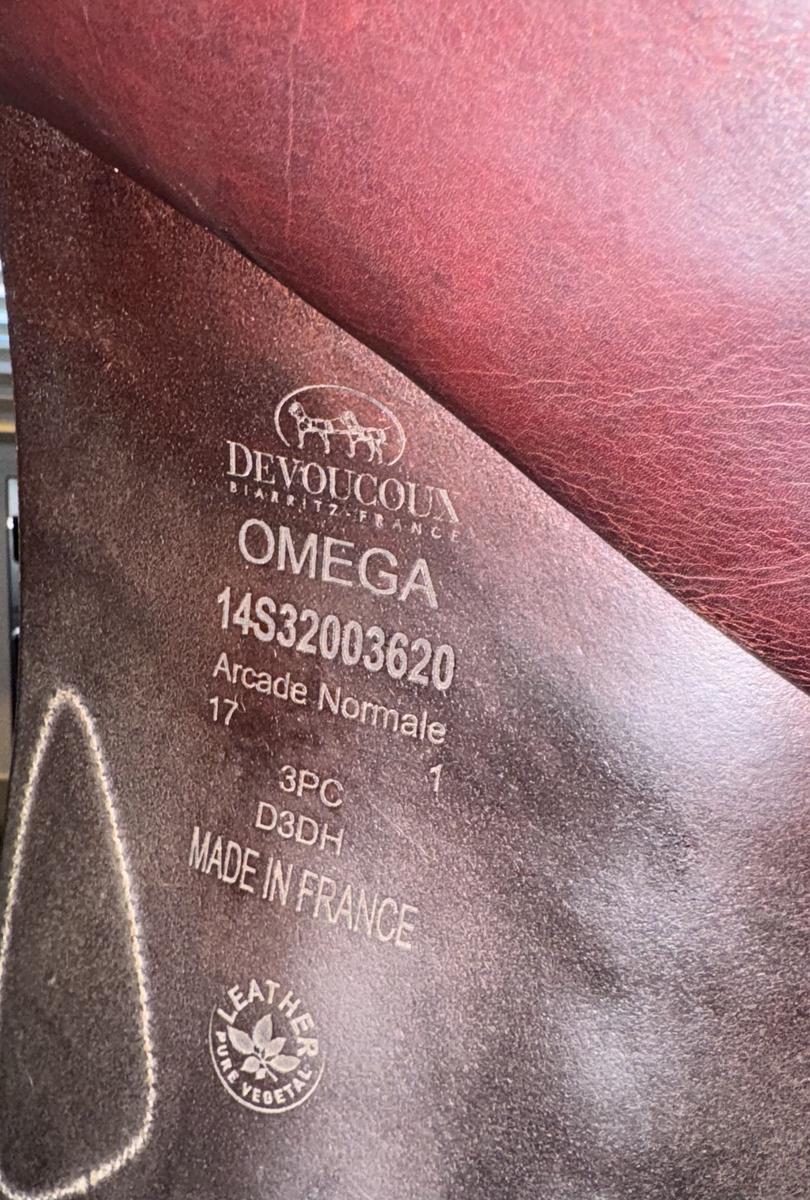 DEVOUCOUX
BIARRITZ-FRANCE
OMEGA
14S32003620
Arcade Normale
17 1
3PC
D3DH
MADE IN FRANCE
LEATHER
PURE VEGETAL